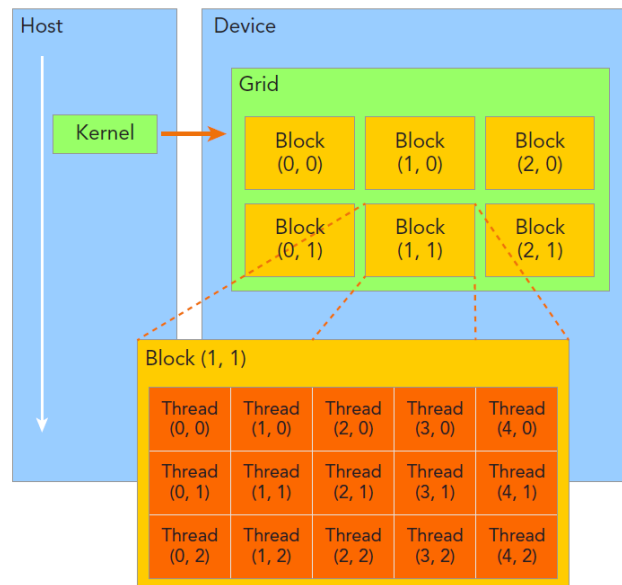 Host
Device
Grid
Kernel
Block
(0, 0)
Block
(1, 0)
Block
(2, 0)
Block
(0, 1)
Block
(1, 1)
Block
(2, 1)
Block (1, 1)
Thread
(0, 0)
Thread
(1, 0)
Thread
(2, 0)
Thread
(3, 0)
Thread
(4, 0)
Thread
(0, 1)
Thread
(1, 1)
Thread
(2, 1)
Thread
(3, 1)
Thread
(4, 1)
Thread
(0, 2)
Thread
(1, 2)
Thread
(2, 2)
Thread
(3, 2)
Thread
(4, 2)